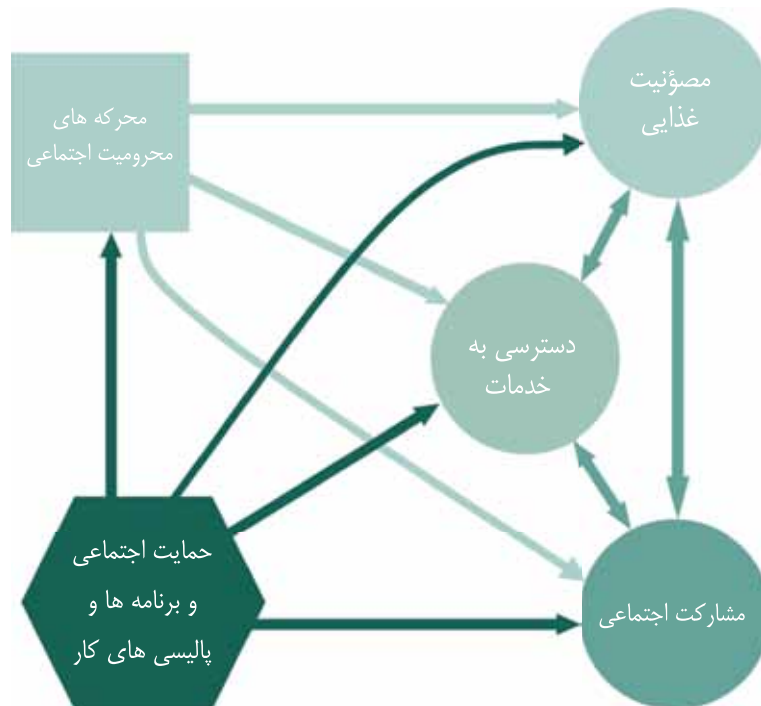 مصؤنیت
غذایی
محرکه های
محرومیت اجتماعی
دسترسی به
خدمات
حمایت اجتماعی
و برنامه ها و
پالیسی های کار
مشارکت اجتماعی